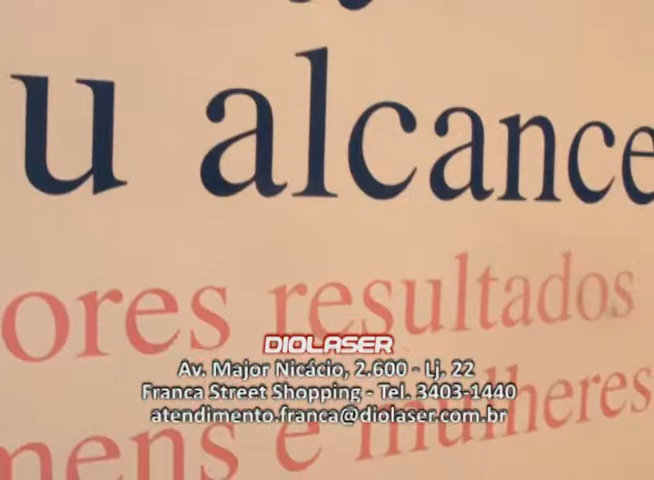 u alcance
ores resultados
DIOLASER
Av. Major Nicácio, 2.600 - Lj. 22
Franca Street Shopping - Tel. 3403-1440
atendimento.franca@diolaser.com.br
mens e mulheres